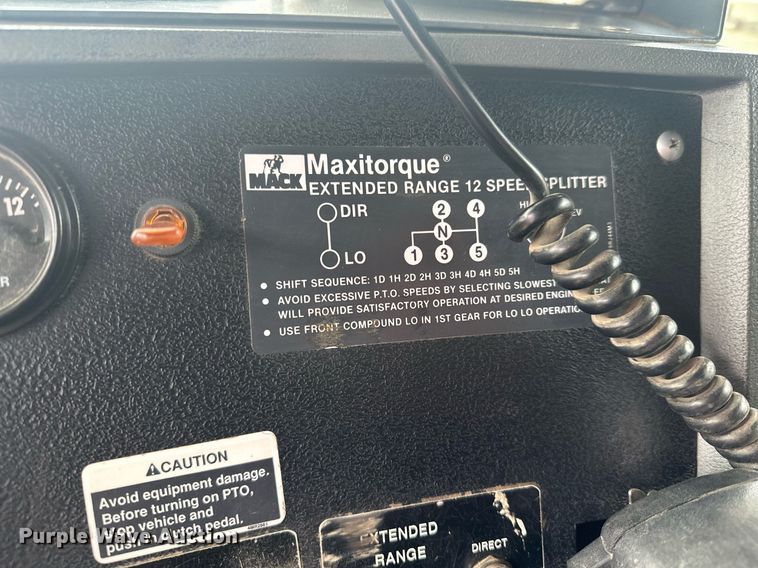 12
R
MACK
Maxitorque®
EXTENDED RANGE 12 SPEED SPLITTER
DIR
LO
2 4
N
1 3 5
• SHIFT SEQUENCE: 1D 1H 2D 2H 3D 3H 4D 4H 5D 5H
• AVOID EXCESSIVE P.T.O. SPEEDS BY SELECTING SLOWEST
WILL PROVIDE SATISFACTORY OPERATION AT DESIRED ENGINE
• USE FRONT COMPOUND LO IN 1ST GEAR FOR LO LO OPERATION
⚠CAUTION
Avoid equipment damage.
Before turning on PTO,
stop vehicle and
push in clutch pedal.
EXTENDED
RANGE
DIRECT
Purple Wave Auction